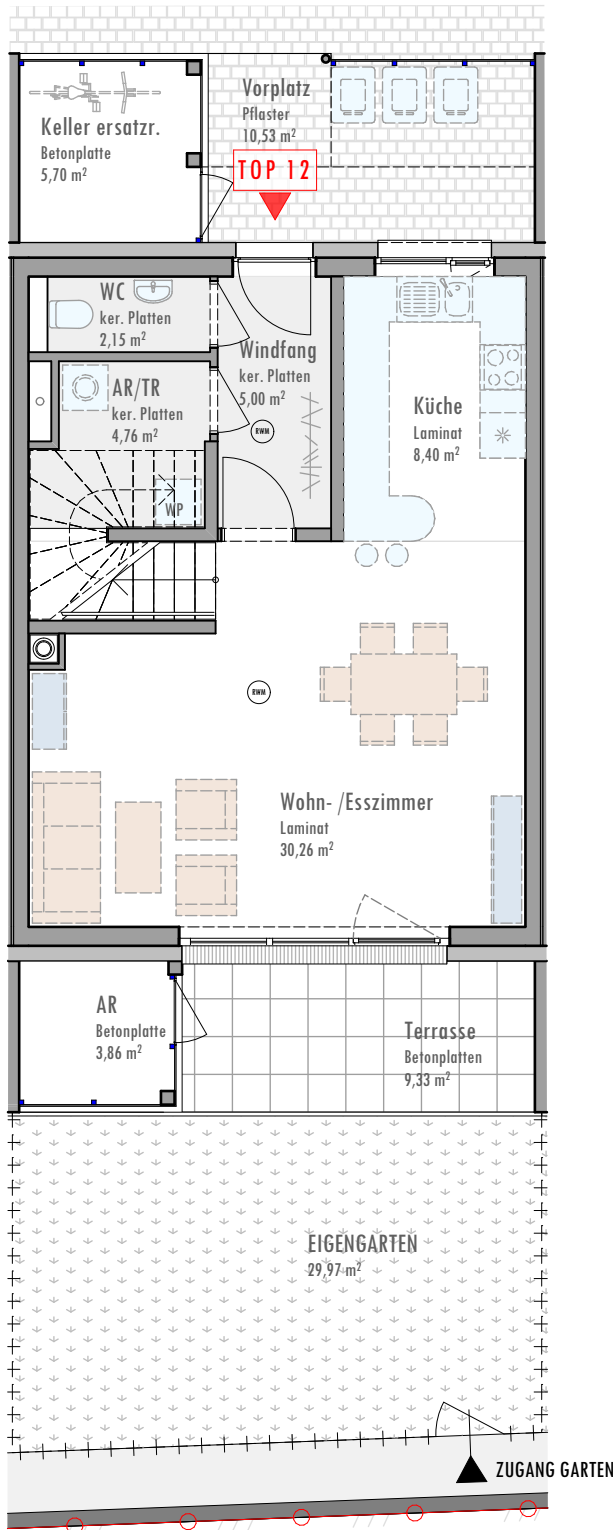 Keller ersatzr.
Betonplatte
5,70 m²
Vorplatz
Pflaster
10,53 m²
TOP 12
WC
ker. Platten
2,15 m²
Windfang
ker. Platten
5,00 m²
AR/TR
ker. Platten
4,76 m²
RWM
Küche
Laminat
8,40 m²
WP
RWM
Wohn- /Esszimmer
Laminat
30,26 m²
AR
Betonplatte
3,86 m²
Terrasse
Betonplatten
9,33 m²
EIGENGARTEN
29,97 m²
ZUGANG GARTEN